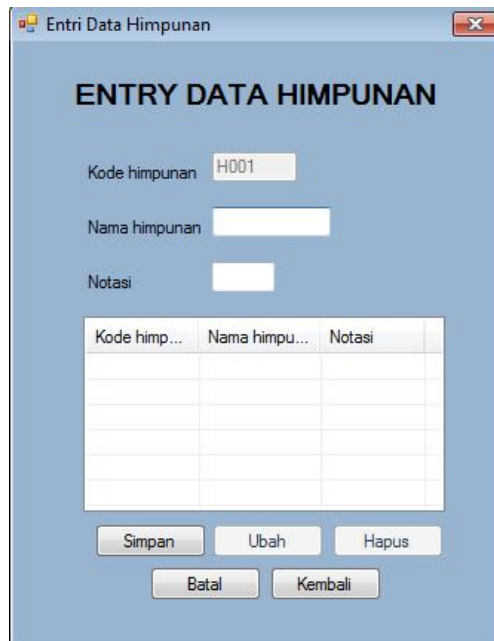 Entri Data Himpunan
ENTRY DATA HIMPUNAN
Kode himpunan H001
Nama himpunan
Notasi
Kode himp... Nama himpu... Notasi
Simpan Ubah Hapus
Batal Kembali